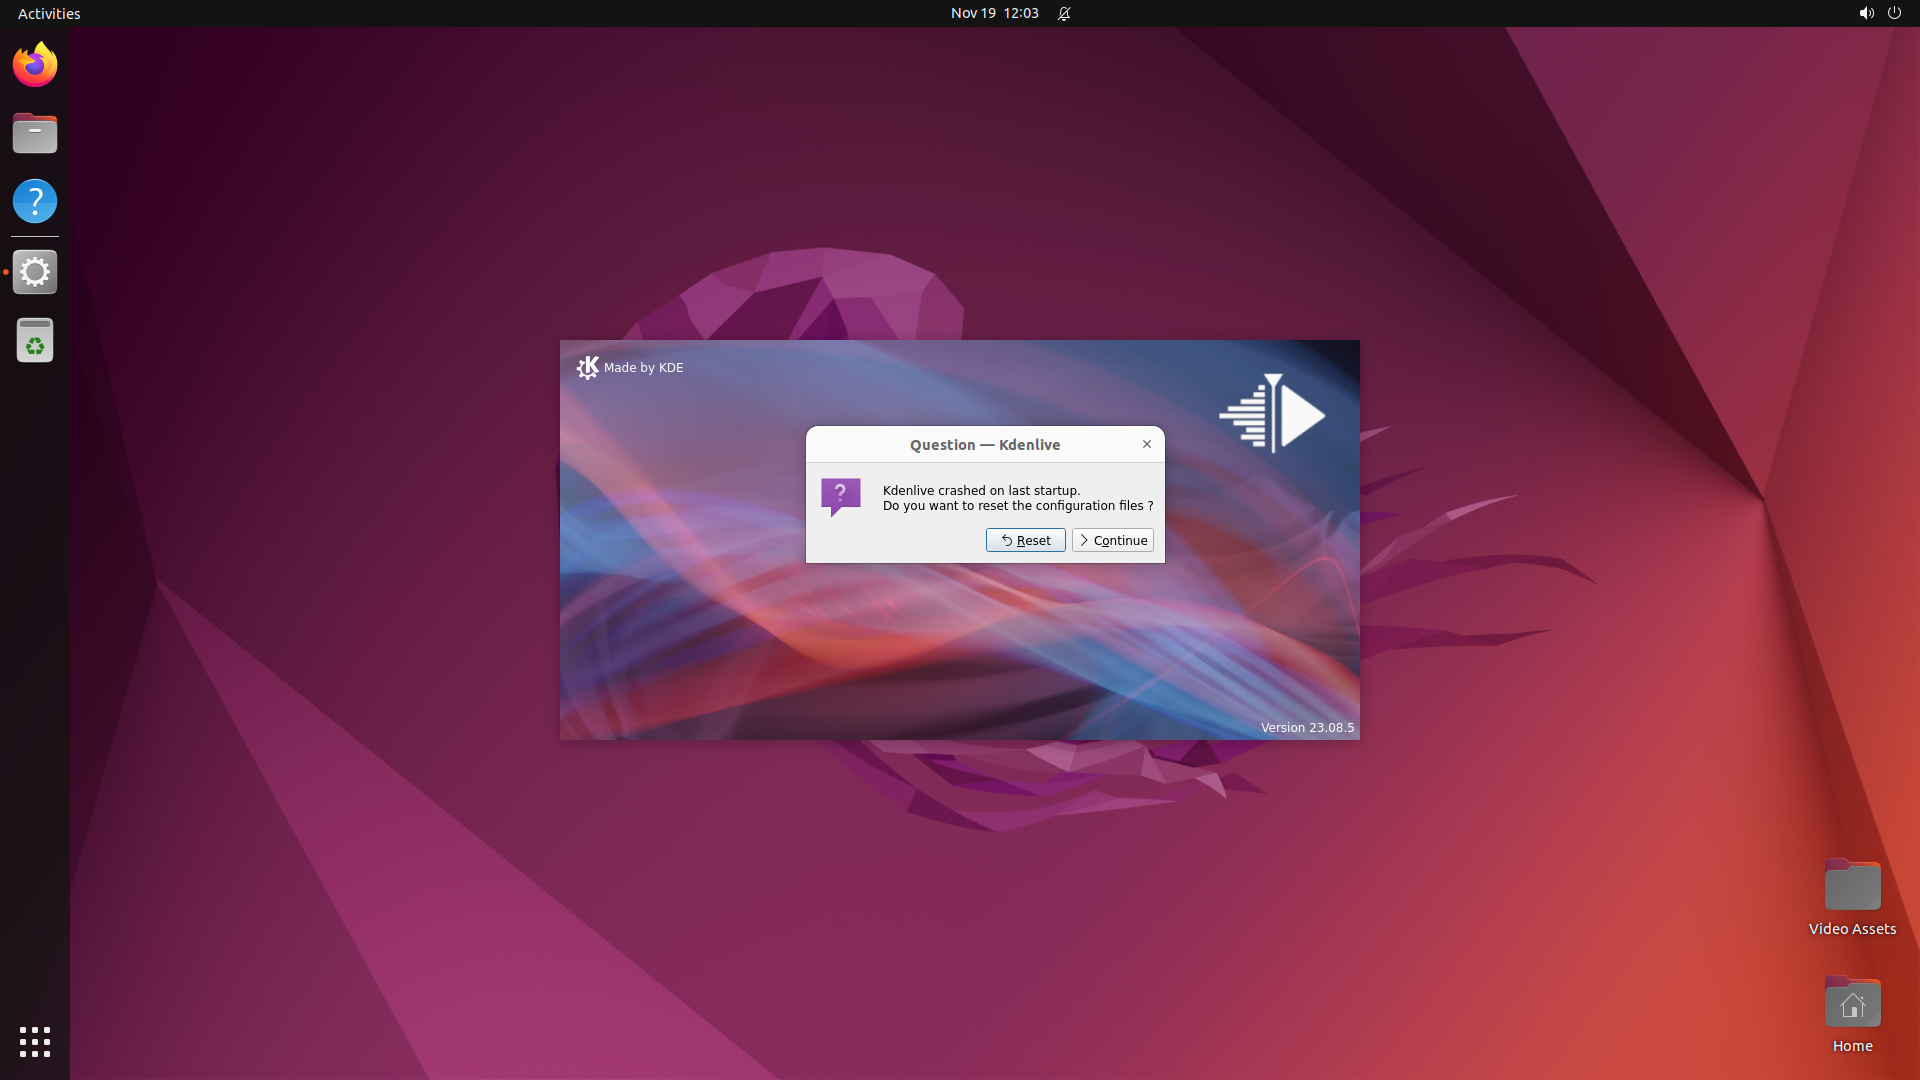 Activities
Nov 19 12:03
Made by KDE
Question — Kdenlive
Kdenlive crashed on last startup.
Do you want to reset the configuration files ?
Reset
Continue
Version 23.08.5
Video Assets
Home